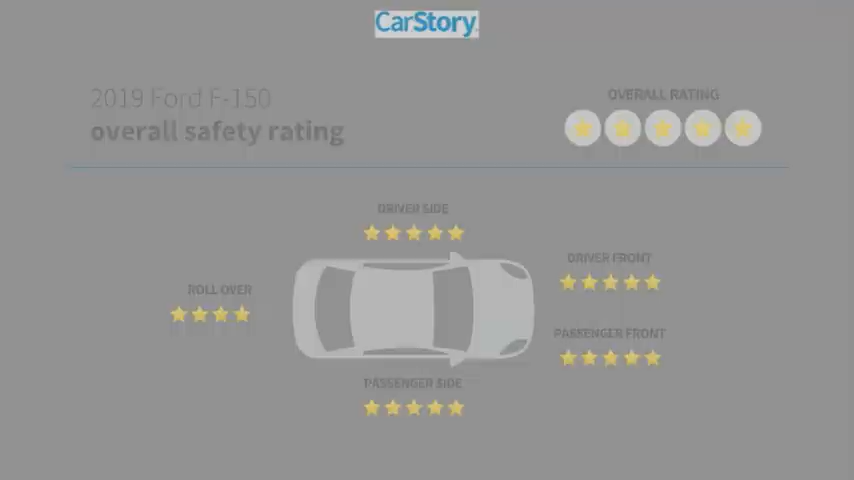 CarStory
2019 Ford F-150
overall safety rating
OVERALL RATING
DRIVER SIDE
DRIVER FRONT
ROLL OVER
PASSENGER FRONT
PASSENGER SIDE